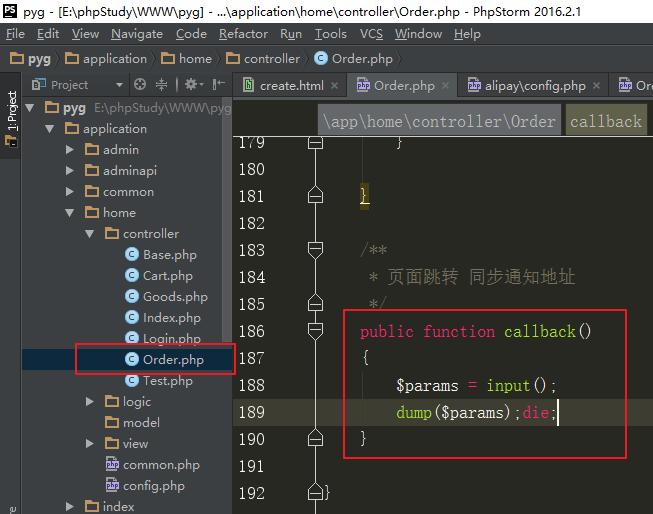 PS pyg - [E:\phpStudy\WWW\pyg] - ...\application\home\controller\Order.php - PhpStorm 2016.2.1
File Edit View Navigate Code Refactor Run Tools VCS Window Help
pyg application home controller Order.php
1: Project
Project
create.html Order.php alipay\config.php Or
pyg E:\phpStudy\WWW\pyg
application
admin
adminapi
common
home
controller
Base.php
Cart.php
Goods.php
Index.php
Login.php
Order.php
Test.php
logic
model
view
common.php
config.php
index
\app\home\controller\Order callback
179 }
180
181 }
182
183 /**
184 * 页面跳转 同步通知地址
185 */
186 public function callback()
187 {
188 $params = input();
189 dump($params);die;
190 }
191
192 }